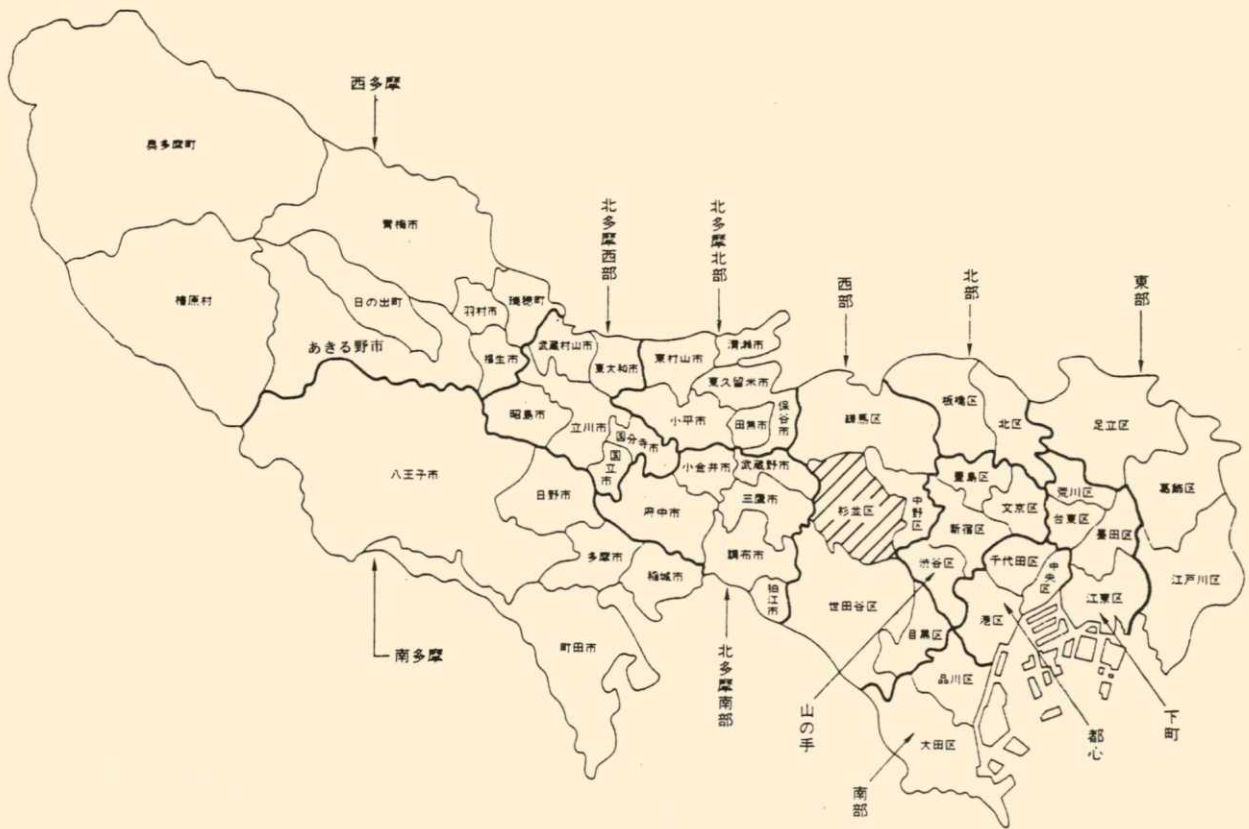 西多摩
奥多摩町
青梅市
北多摩西部
北多摩北部
西部
北部
東部
檜原村
日の出町
羽村市
瑞穂町
あきる野市
福生市
武蔵村山市
東大和市
東村山市
清瀬市
東久留米市
保谷市
田無市
小平市
練馬区
板橋区
北区
足立区
葛飾区
昭島市
立川市
国分寺市
国立市
小金井市
武蔵野市
三鷹市
八王子市
日野市
府中市
調布市
杉並区
中野区
豊島区
文京区
荒川区
台東区
墨田区
新宿区
渋谷区
千代田区
中央区
江東区
江戸川区
多摩市
稲城市
狛江市
世田谷区
目黒区
港区
品川区
町田市
南多摩
北多摩南部
山の手
大田区
南部
都心
下町